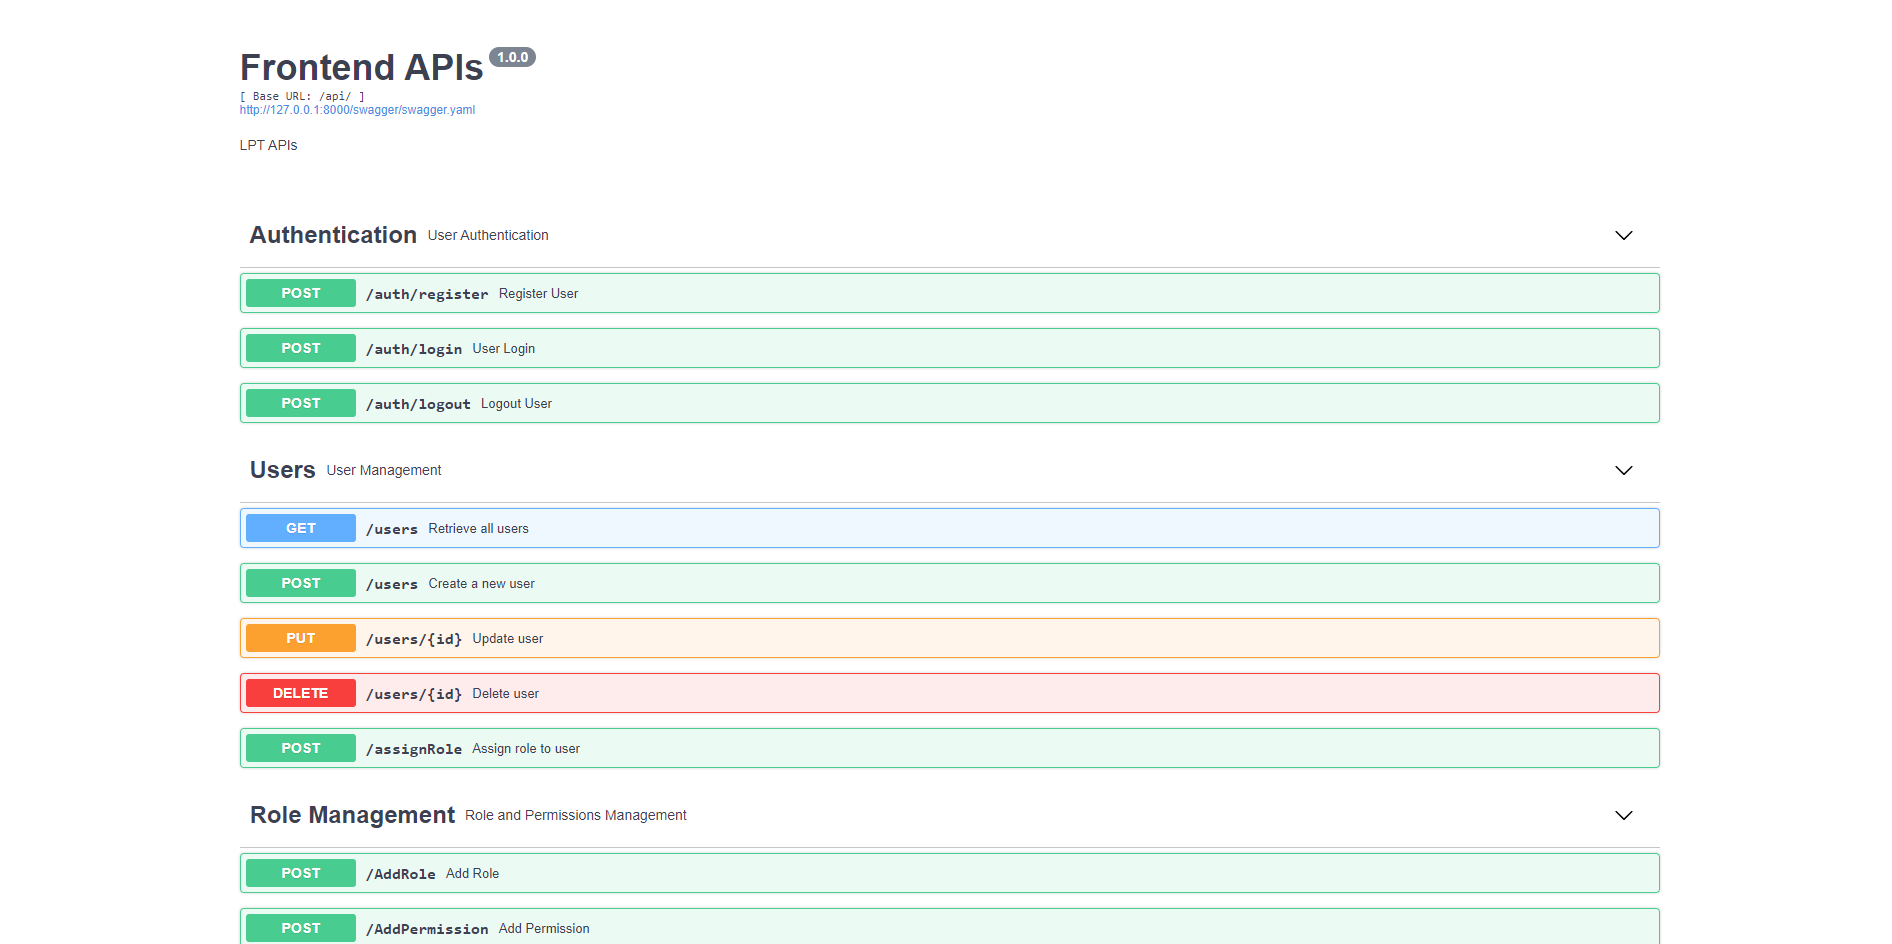 Frontend APIs 1.0.0
[ Base URL: /api/ ]
http://127.0.0.1:8000/swagger/swagger.yaml
LPT APIs
Authentication User Authentication
POST /auth/register Register User
POST /auth/login User Login
POST /auth/logout Logout User
Users User Management
GET /users Retrieve all users
POST /users Create a new user
PUT /users/{id} Update user
DELETE /users/{id} Delete user
POST /assignRole Assign role to user
Role Management Role and Permissions Management
POST /AddRole Add Role
POST /AddPermission Add Permission